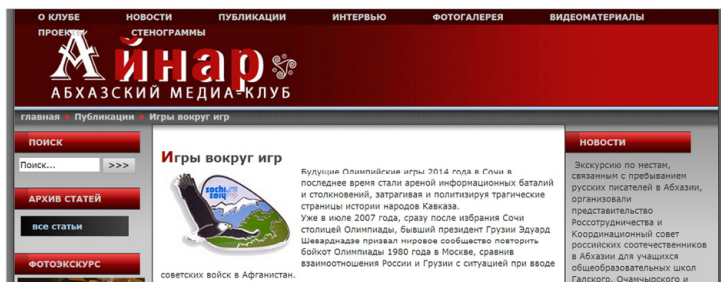 О КЛУБЕ НОВОСТИ ПУБЛИКАЦИИ ИНТЕРВЬЮ ФОТОГАЛЕРЕЯ ВИДЕОМАТЕРИАЛЫ
ПРОЕКТЫ СТЕНОГРАММЫ
Айнар
АБХАЗСКИЙ МЕДИА-КЛУБ
главная Публикации Игры вокруг игр
ПОИСК
Поиск... >>>
АРХИВ СТАТЕЙ
все статьи
ФОТОЭКСКУРС
Игры вокруг игр
sochi.ru
2014
Будущие Олимпийские игры 2014 года в Сочи в
последнее время стали ареной информационных баталий
и столкновений, затрагивая и политизируя трагические
страницы истории народов Кавказа.
Уже в июле 2007 года, сразу после избрания Сочи
столицей Олимпиады, бывший президент Грузии Эдуард
Шеварднадзе призвал мировое сообщество повторить
бойкот Олимпиады 1980 года в Москве, сравнив
взаимоотношения России и Грузии с ситуацией при вводе
советских войск в Афганистан.
НОВОСТИ
Экскурсию по местам,
связанным с пребыванием
русских писателей в Абхазии,
организовали
представительство
Россотрудничества и
Координационный совет
российских соотечественников
в Абхазии для учащихся
общеобразовательных школ
Галского, Очамчырского и